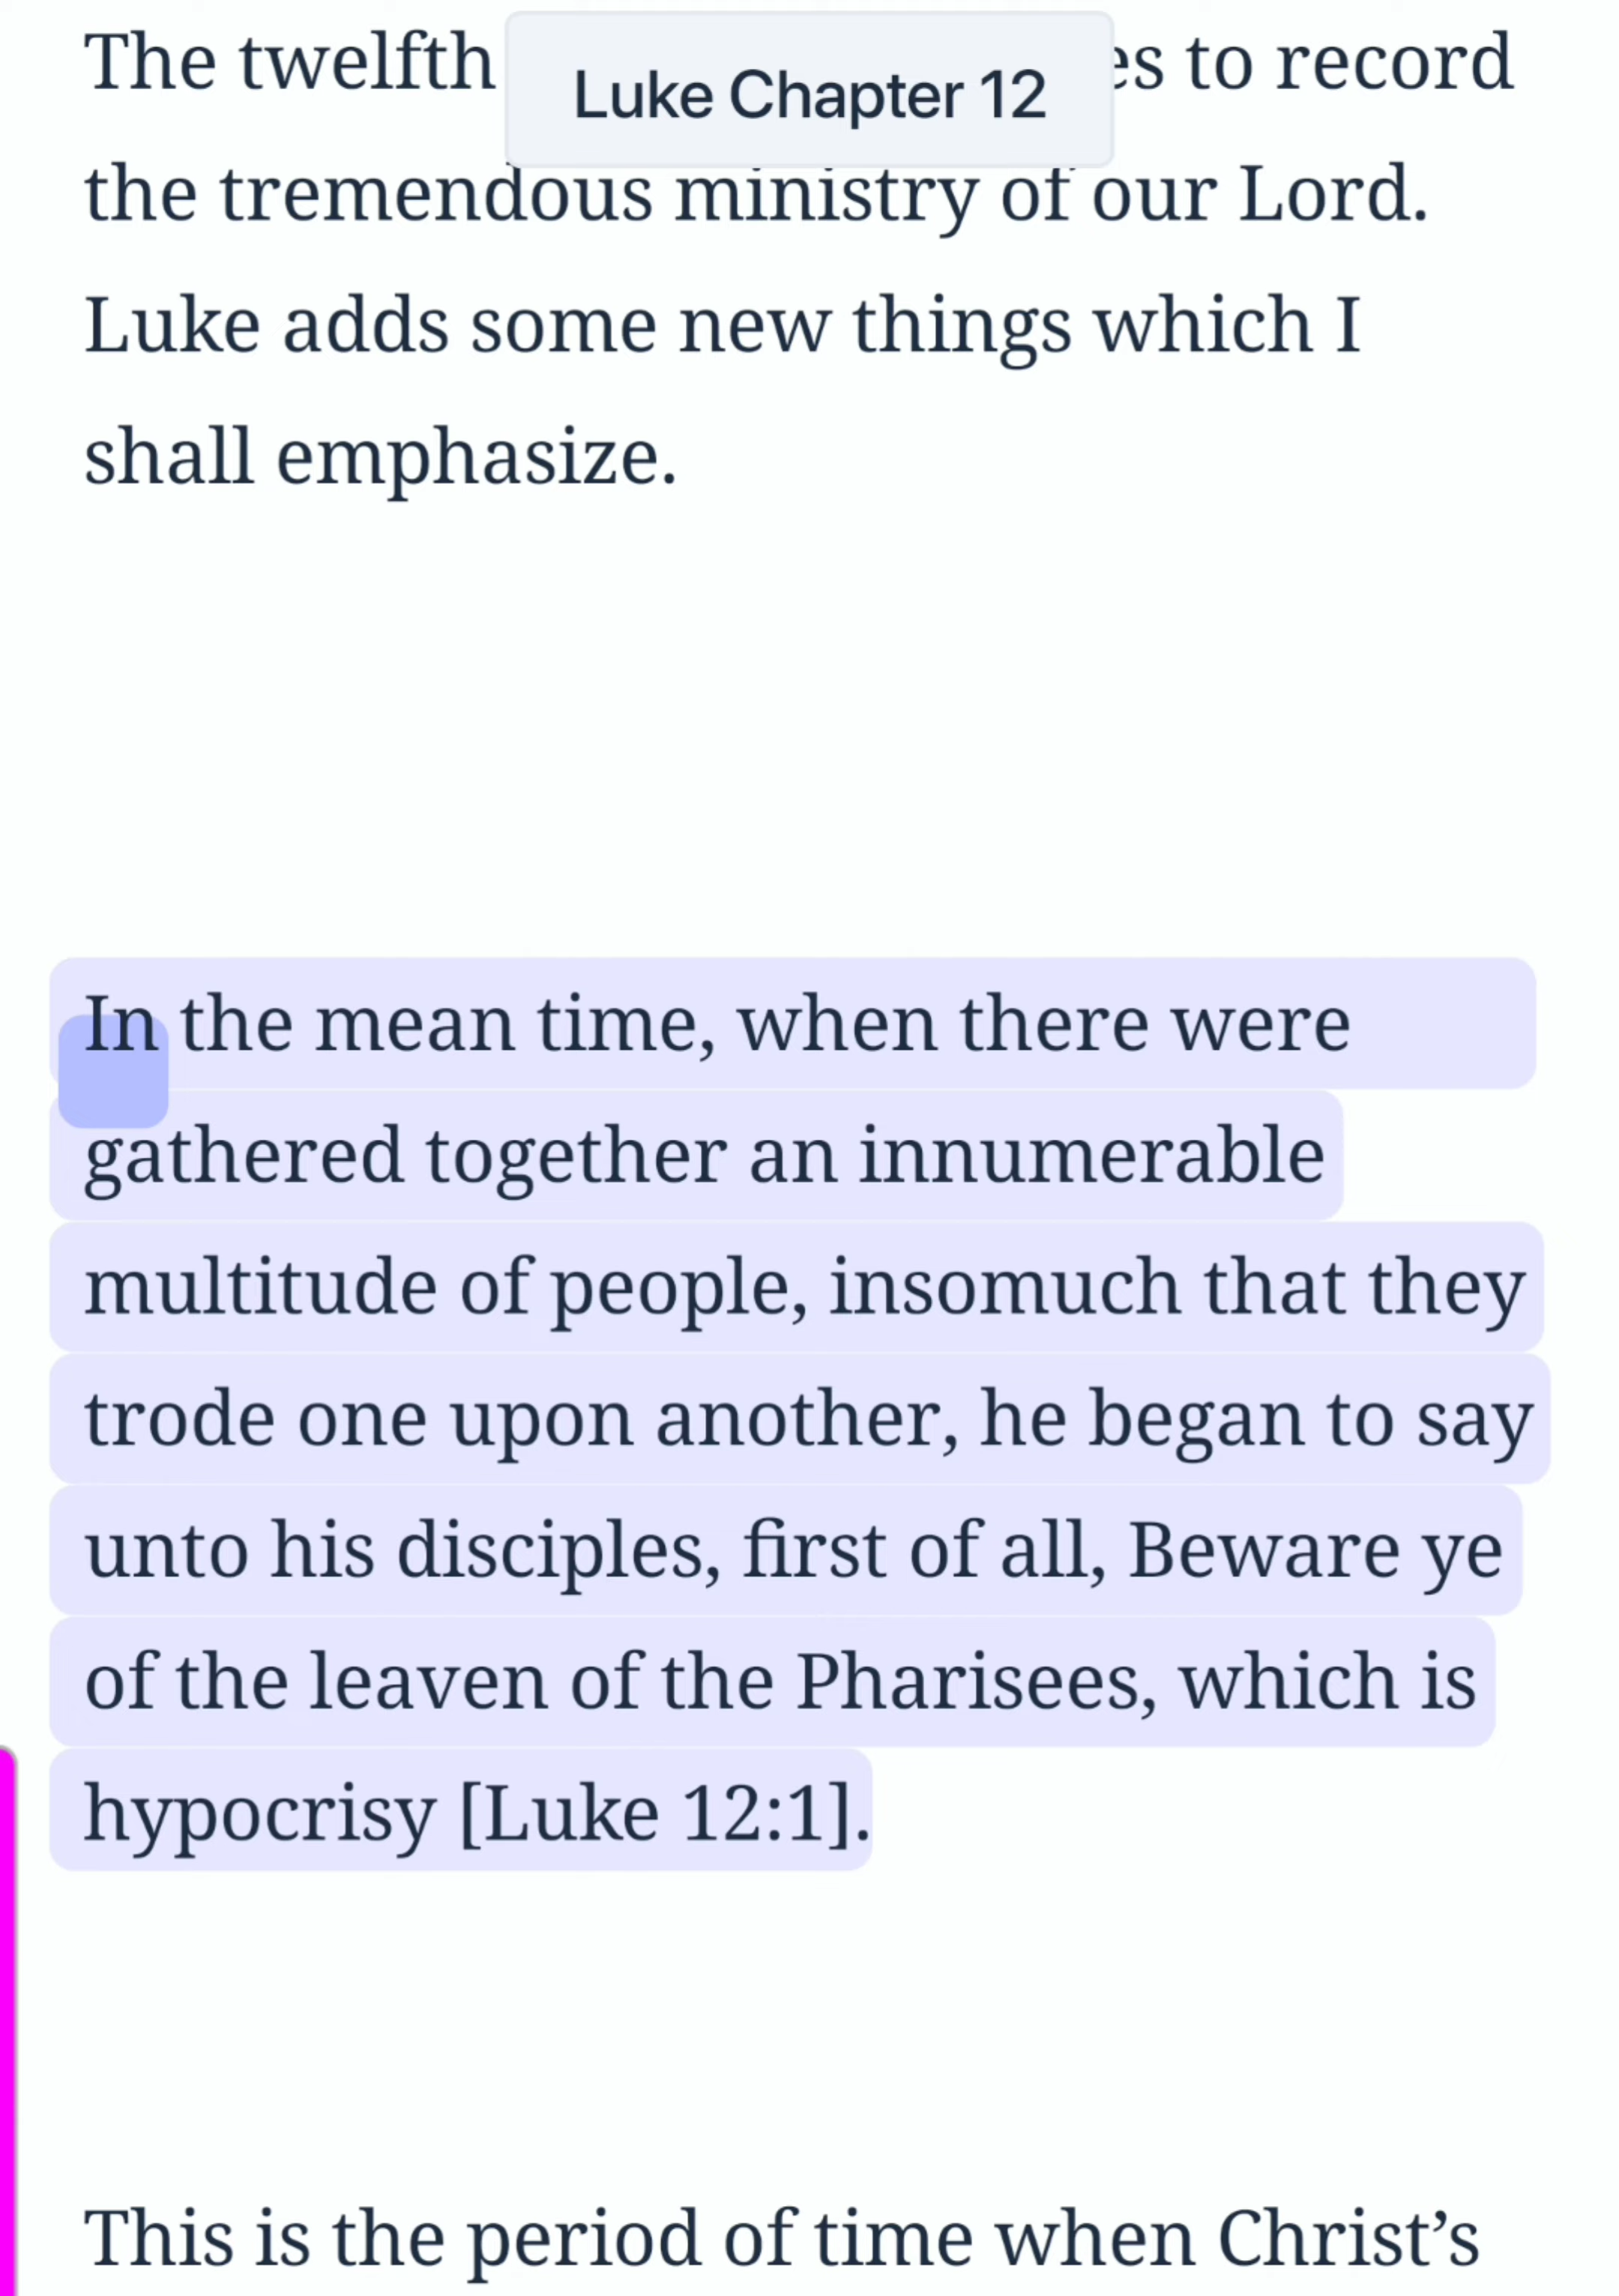 The twelfth
Luke Chapter 12
to record
the tremendous ministry of our Lord.
Luke adds some new things which I
shall emphasize.
In the mean time, when there were
gathered together an innumerable
multitude of people, insomuch that they
trode one upon another, he began to say
unto his disciples, first of all, Beware ye
of the leaven of the Pharisees, which is
hypocrisy [Luke 12:1].
This is the period of time when Christ’s